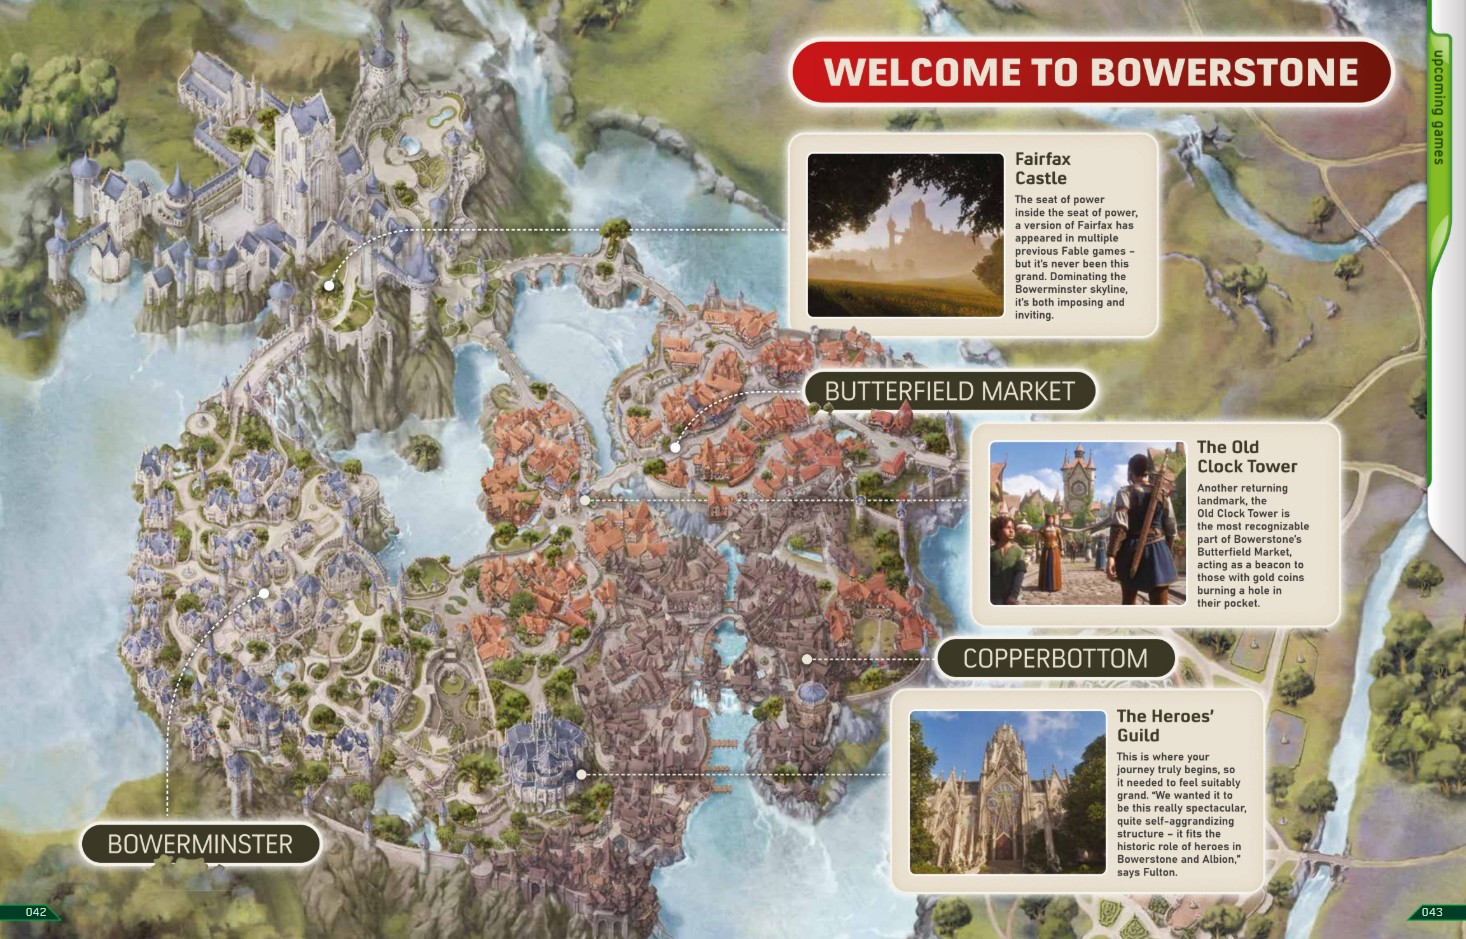 WELCOME TO BOWERSTONE
upcoming games
Fairfax
Castle
The seat of power
inside the seat of power,
a version of Fairfax has
appeared in multiple
previous Fable games –
but it's never been this
grand. Dominating the
Bowerminster skyline,
it's both imposing and
inviting.
BUTTERFIELD MARKET
The Old
Clock Tower
Another returning
landmark, the
Old Clock Tower is
the most recognizable
part of Bowerstone's
Butterfield Market,
acting as a beacon to
those with gold coins
burning a hole in
their pocket.
COPPERBOTTOM
The Heroes'
Guild
This is where your
journey truly begins, so
it needed to feel suitably
grand. "We wanted it to
be this really spectacular,
quite self-aggrandizing
structure – it fits the
historic role of heroes in
Bowerstone and Albion,"
says Fulton.
BOWERMINSTER
042
043